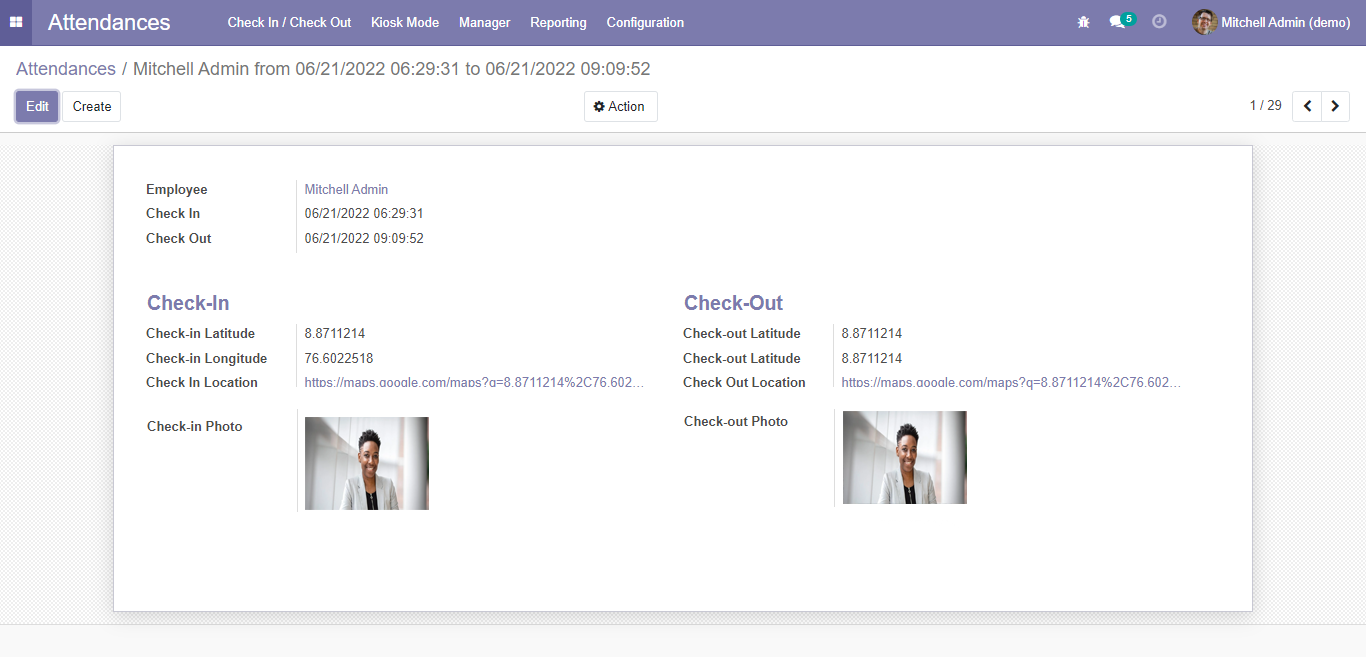 Attendances Check In / Check Out Kiosk Mode Manager Reporting Configuration 5 Mitchell Admin (demo)
Attendances / Mitchell Admin from 06/21/2022 06:29:31 to 06/21/2022 09:09:52
Edit Create Action 1 / 29
Employee Mitchell Admin
Check In 06/21/2022 06:29:31
Check Out 06/21/2022 09:09:52
Check-In
Check-in Latitude 8.8711214
Check-in Longitude 76.6022518
Check In Location https://maps.google.com/maps?q=8.8711214%2C76.602...
Check-in Photo
Check-Out
Check-out Latitude 8.8711214
Check-out Latitude 8.8711214
Check Out Location https://maps.google.com/maps?q=8.8711214%2C76.602...
Check-out Photo